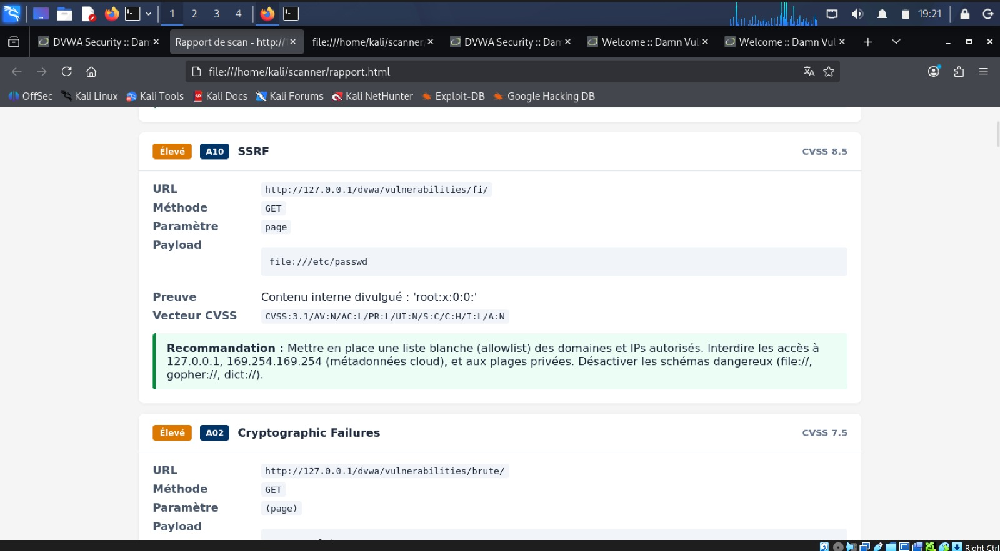 1 2 3 4 19:21
DVWA Security :: Dam Rapport de scan - http:// file:///home/kali/scanner/ DVWA Security :: Dam Welcome :: Damn Vul Welcome :: Damn Vul
file:///home/kali/scanner/rapport.html
OffSec Kali Linux Kali Tools Kali Docs Kali Forums Kali NetHunter Exploit-DB Google Hacking DB
Élevé A10 SSRF CVSS 8.5
URL http://127.0.0.1/dvwa/vulnerabilities/fi/
Méthode GET
Paramètre page
Payload
file:///etc/passwd
Preuve Contenu interne divulgué : 'root:x:0:0:'
Vecteur CVSS CVSS:3.1/AV:N/AC:L/PR:L/UI:N/S:C/C:H/I:L/A:N
Recommandation : Mettre en place une liste blanche (allowlist) des domaines et IPs autorisés. Interdire les accès à
127.0.0.1, 169.254.169.254 (métadonnées cloud), et aux plages privées. Désactiver les schémas dangereux (file://,
gopher://, dict://).
Élevé A02 Cryptographic Failures CVSS 7.5
URL http://127.0.0.1/dvwa/vulnerabilities/brute/
Méthode GET
Paramètre (page)
Payload
Right Ctrl